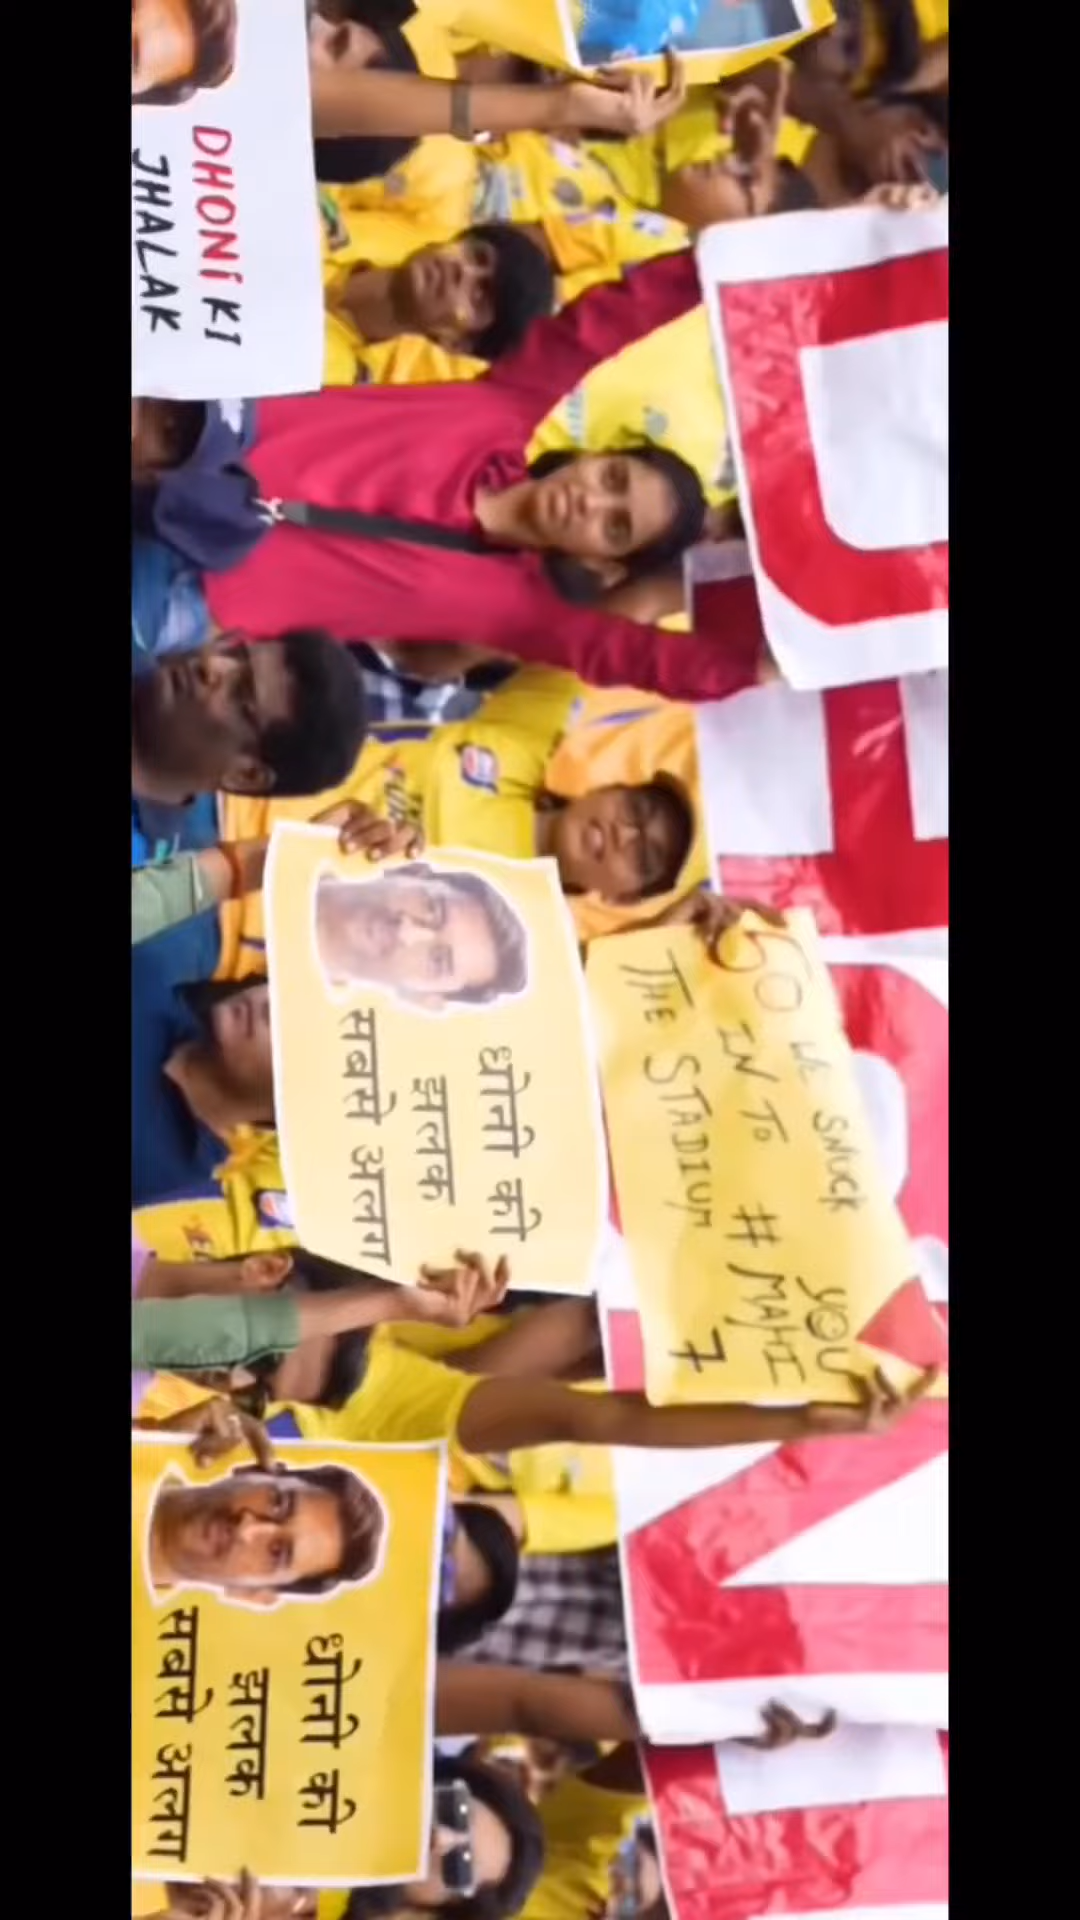 DHONI KI
JHALAK
धोनी की
झलक
सबसे अलग
SO WE SNUCK YOU
IN TO #MAHI
THE STADIUM 7
धोनी की
झलक
सबसे अलग